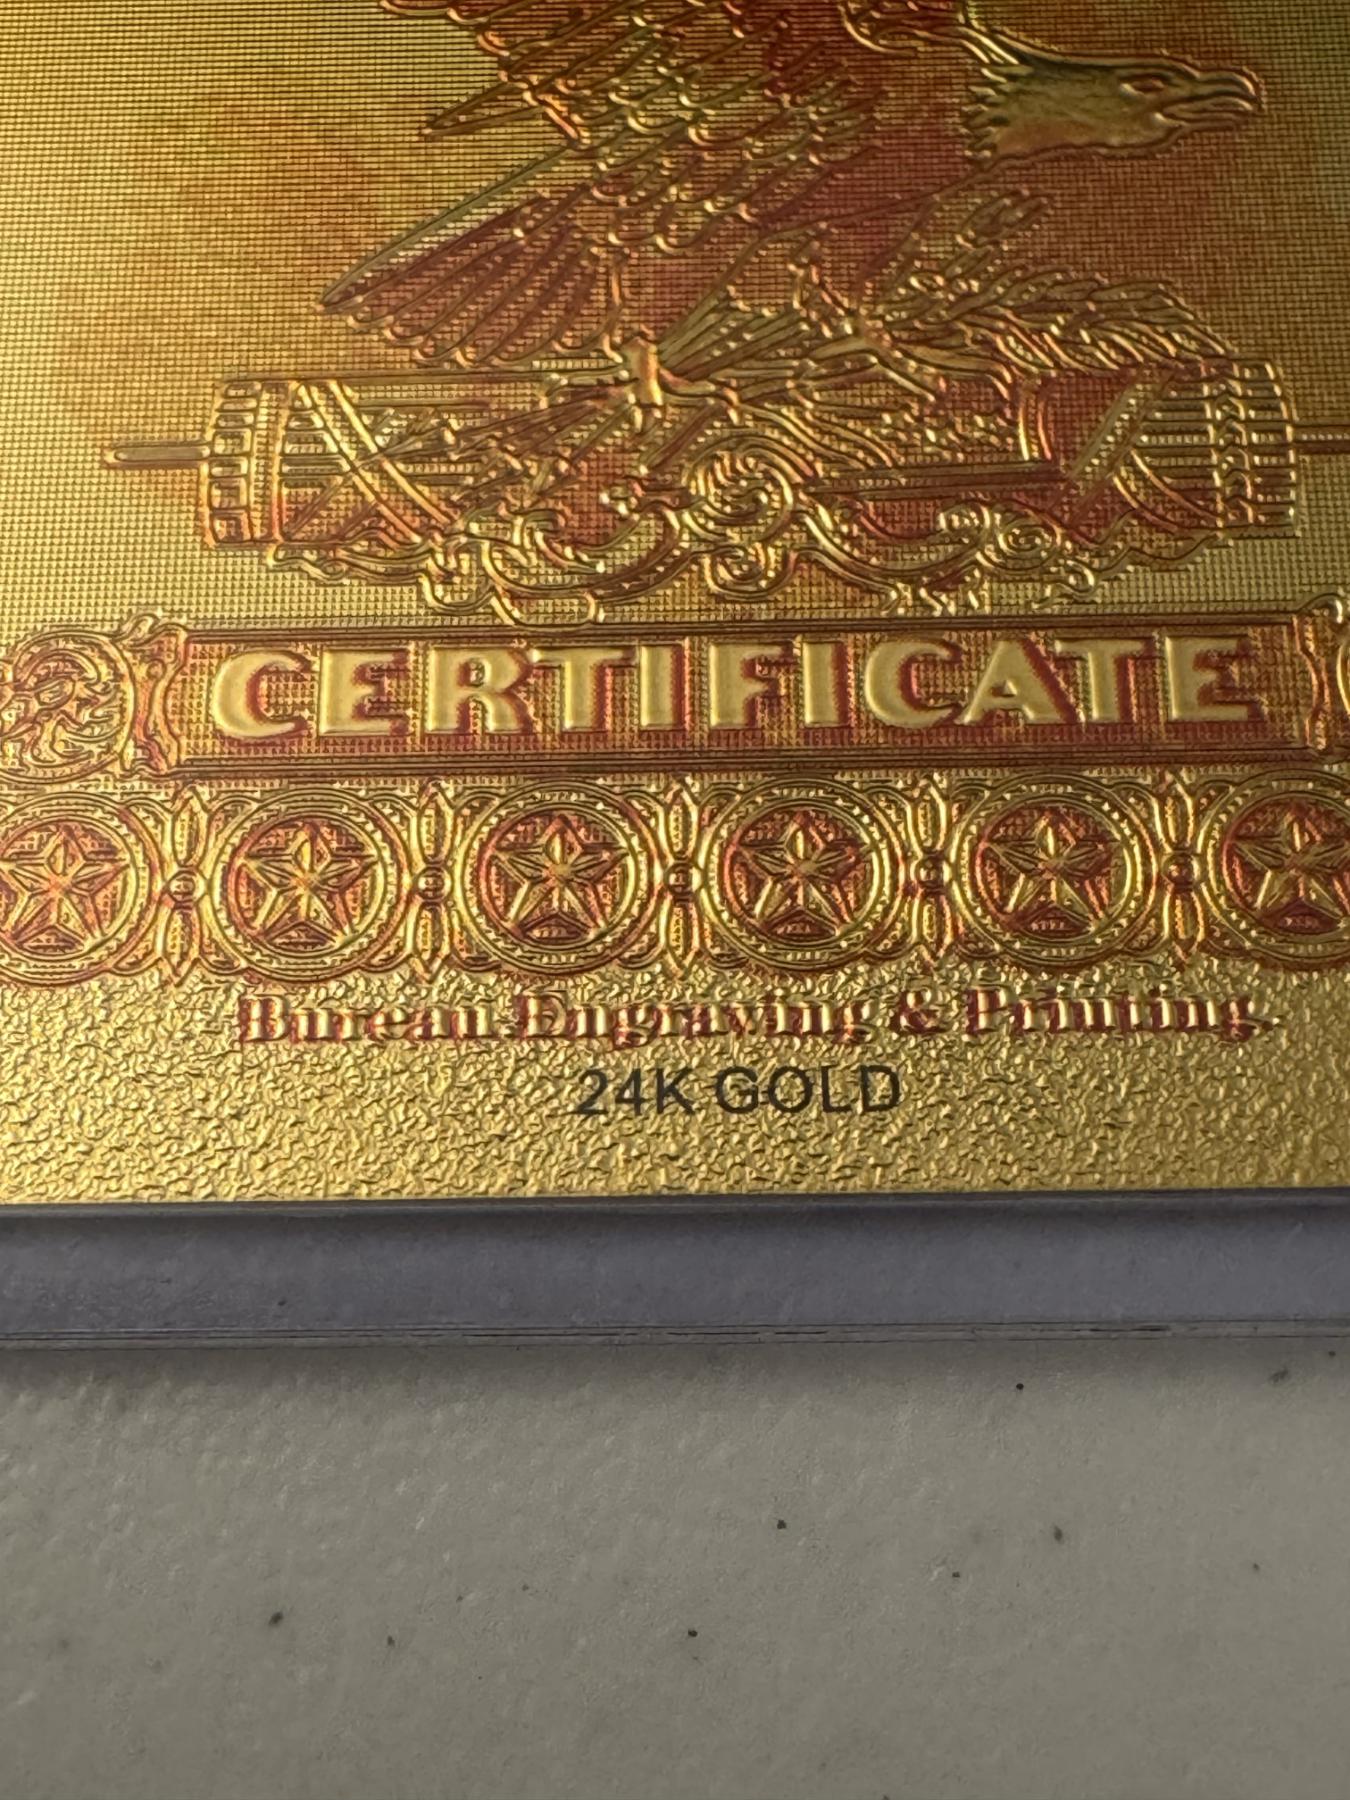 CERTIFICATE
Bureau Engraving & Printing.
24K GOLD